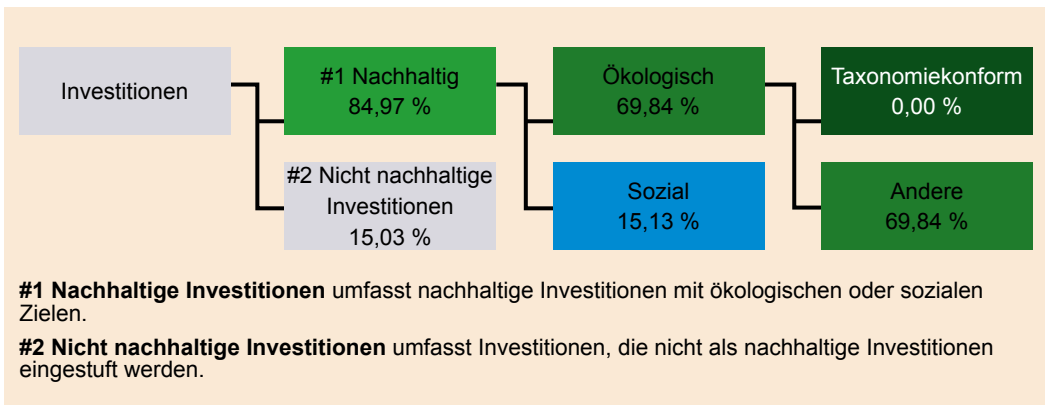 Investitionen
#1 Nachhaltig
84,97 %
Ökologisch
69,84 %
Taxonomiekonform
0,00 %
#2 Nicht nachhaltige
Investitionen
15,03 %
Sozial
15,13 %
Andere
69,84 %
#1 Nachhaltige Investitionen umfasst nachhaltige Investitionen mit ökologischen oder sozialen
Zielen.
#2 Nicht nachhaltige Investitionen umfasst Investitionen, die nicht als nachhaltige Investitionen
eingestuft werden.